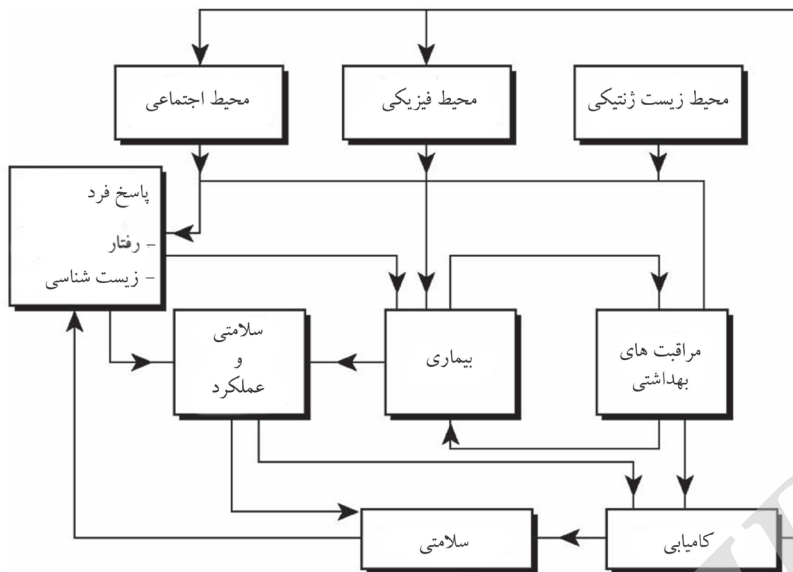 محیط زیست ژنتیکی
محیط فیزیکی
محیط اجتماعی
پاسخ فرد
- رفتار
- زیست شناسی
مراقبت های
بهداشتی
بیماری
سلامتی
و
عملکرد
کامیابی
سلامتی